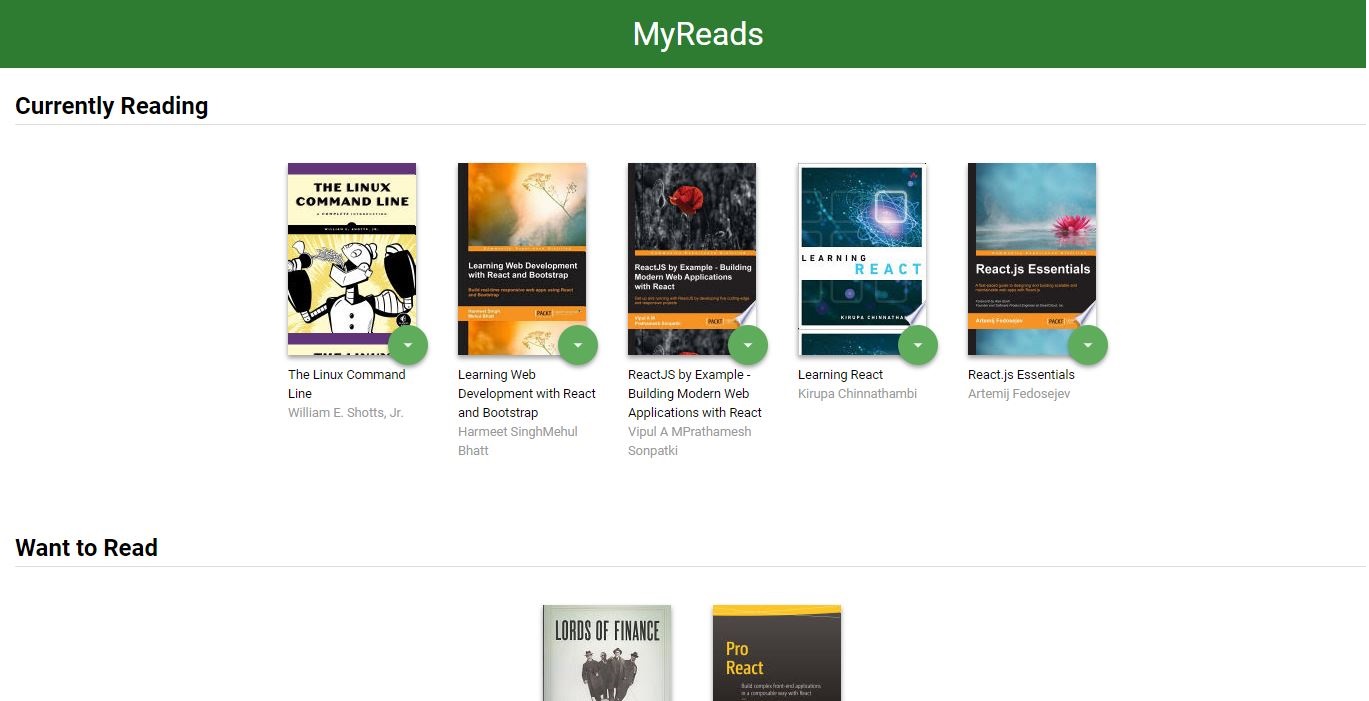 MyReads
Currently Reading
THE LINUX
COMMAND LINE
A COMPLETE INTRODUCTION
WILLIAM E. SHOTTS, JR.
THE LINUX
Learning Web Development
with React and Bootstrap
Build real-time responsive web apps using React
and Bootstrap
Harmeet Singh
Mehul Bhatt
PACKT
ReactJS by Example - Building
Modern Web Applications
with React
Get up and running with ReactJS by developing five cutting-edge
and responsive projects
Vipul A M
Prathamesh Sonpatki
PACKT
LEARNING
REACT
KIRUPA CHINNATHA
React.js Essentials
A fast-paced guide to designing and building scalable and
maintainable web apps with React.js
Artemij Fedosejev
PACKT
The Linux Command
Line
William E. Shotts, Jr.
Learning Web
Development with React
and Bootstrap
Harmeet SinghMehul
Bhatt
ReactJS by Example -
Building Modern Web
Applications with React
Vipul A MPrathamesh
Sonpatki
Learning React
Kirupa Chinnathambi
React.js Essentials
Artemij Fedosejev
Want to Read
LORDS OF FINANCE
Pro
React
Build complex front-end applications
in a composable way with React